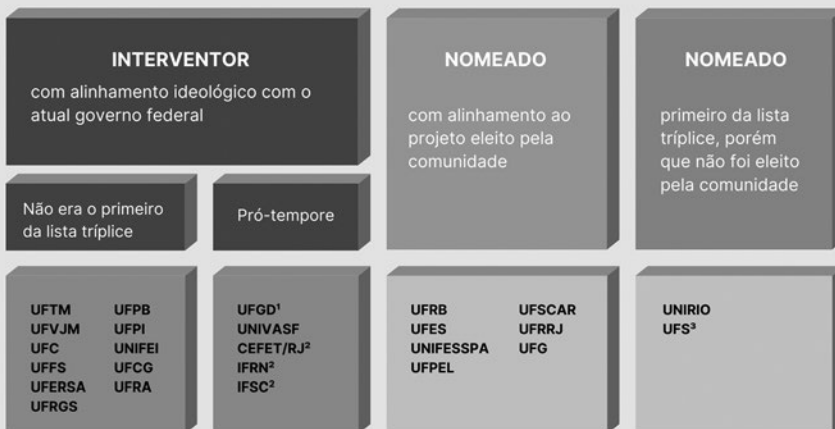 INTERVENTOR
com alinhamento ideológico com o
atual governo federal
Não era o primeiro
da lista tríplice
Pró-tempore
NOMEADO
com alinhamento ao
projeto eleito pela
comunidade
NOMEADO
primeiro da lista
tríplice, porém
que não foi eleito
pela comunidade
UFTM
UFVJM
UFC
UFFS
UFERSA
UFRGS
UFPB
UFPI
UNIFEI
UFCG
UFRA
UFGD¹
UNIVASF
CEFET/RJ²
IFRN²
IFSC²
UFRB
UFES
UNIFESSPA
UFPEL
UFSCAR
UFRRJ
UFG
UNIRIO
UFS³